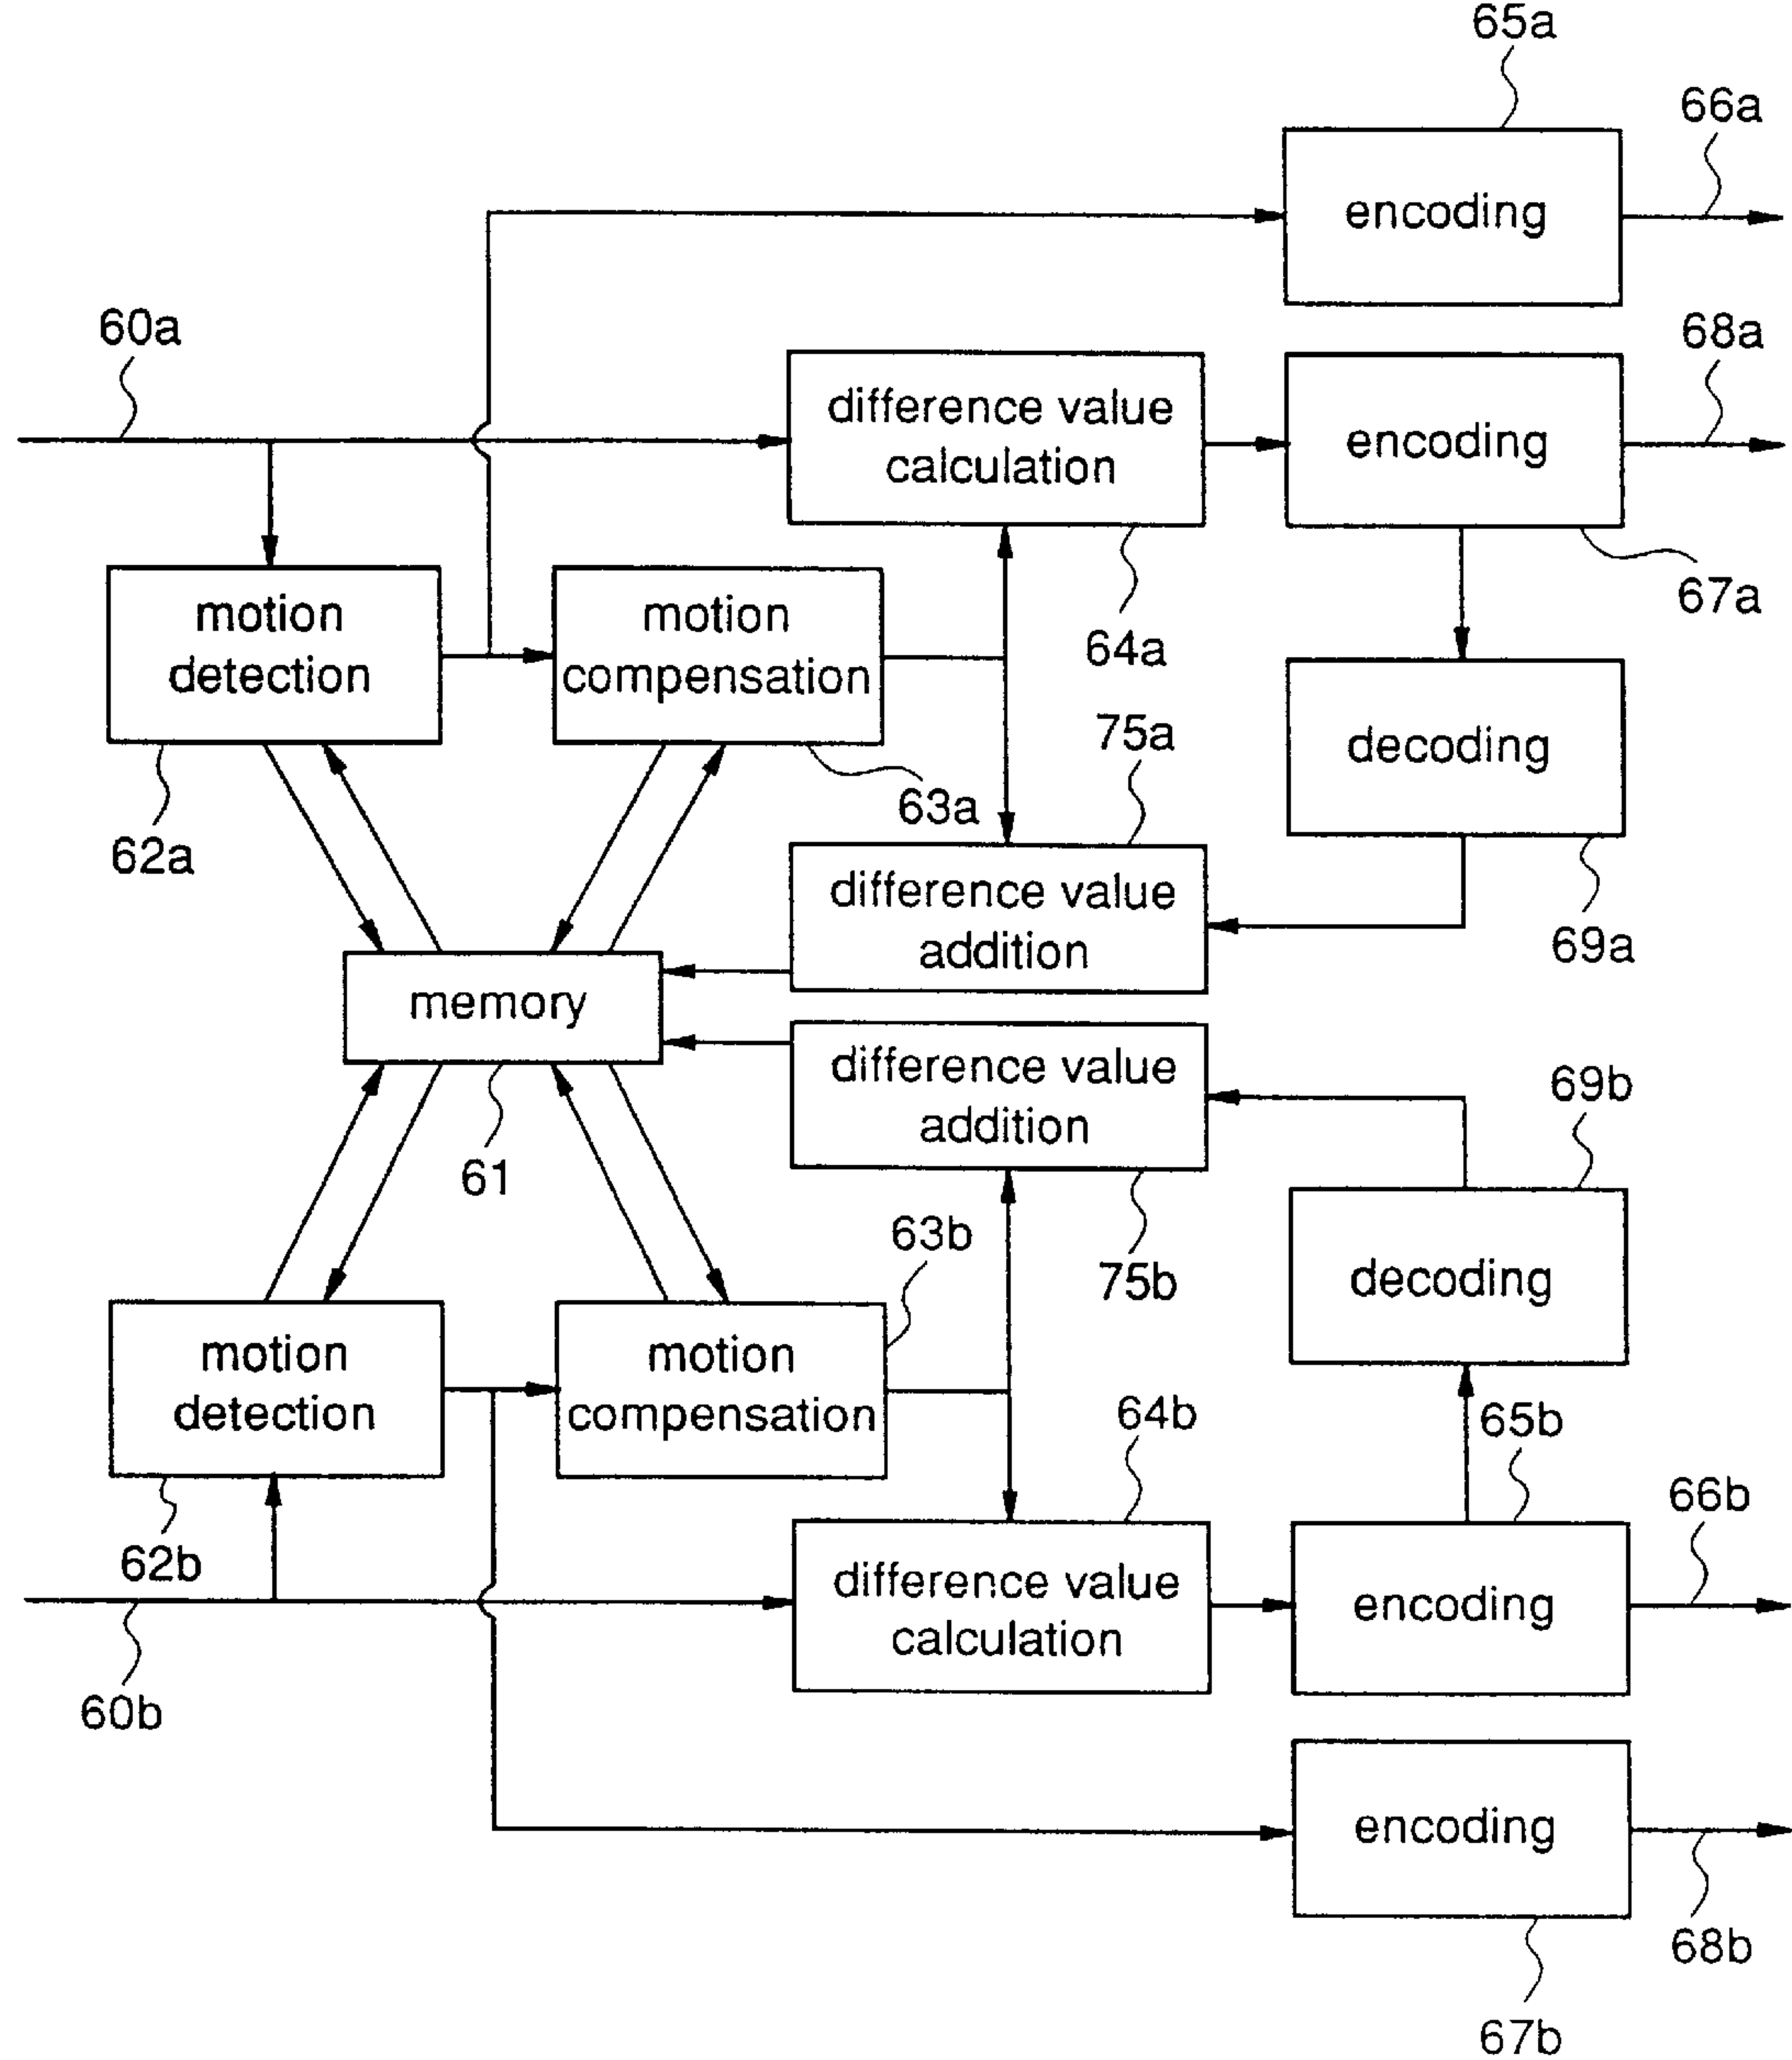 65a
66a
encoding
60a
68a
difference value
calculation
encoding
67a
motion
detection
motion
compensation
64a
75a
decoding
63a
62a
difference value
addition
69a
memory
difference value
addition
69b
61
63b
75b
decoding
motion
detection
motion
compensation
64b
65b
66b
62b
difference value
calculation
encoding
60b
encoding
68b
67b